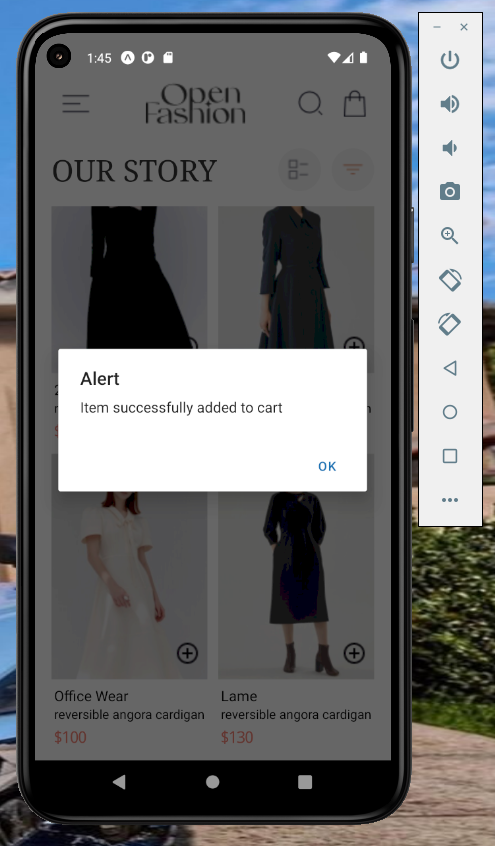 1:45
Open
Fashion
OUR STORY
Alert
Item successfully added to cart
OK
Office Wear
reversible angora cardigan
$100
Lame
reversible angora cardigan
$130